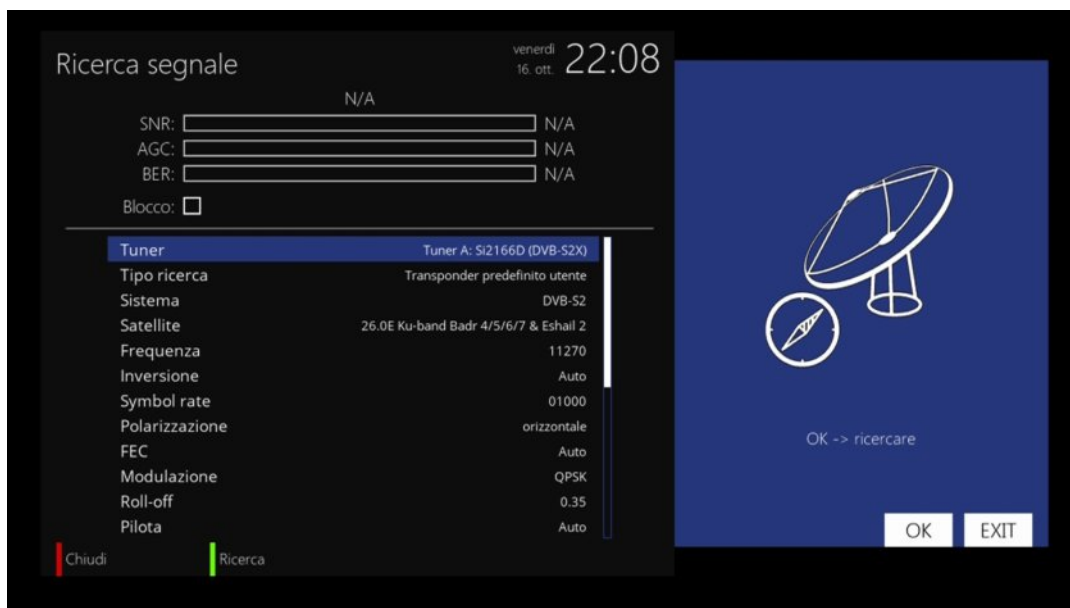 Ricerca segnale
venerdì
16. ott.
22:08
N/A
SNR: N/A
AGC: N/A
BER: N/A
Blocco:
Tuner Tuner A: Si2166D (DVB-S2X)
Tipo ricerca Transponder predefinito utente
Sistema DVB-S2
Satellite 26.0E Ku-band Badr 4/5/6/7 & Eshail 2
Frequenza 11270
Inversione Auto
Symbol rate 01000
Polarizzazione orizzontale
FEC Auto
Modulazione QPSK
Roll-off 0.35
Pilota Auto
Chiudi Ricerca
OK -> ricercare
OK EXIT